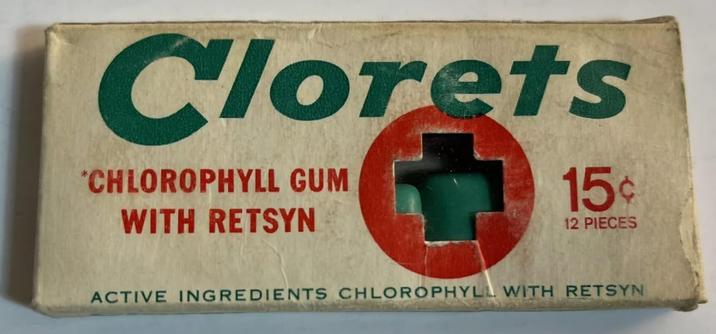 Clorets
*CHLOROPHYLL GUM
WITH RETSYN
15¢
12 PIECES
ACTIVE INGREDIENTS CHLOROPHYLL WITH RETSYN